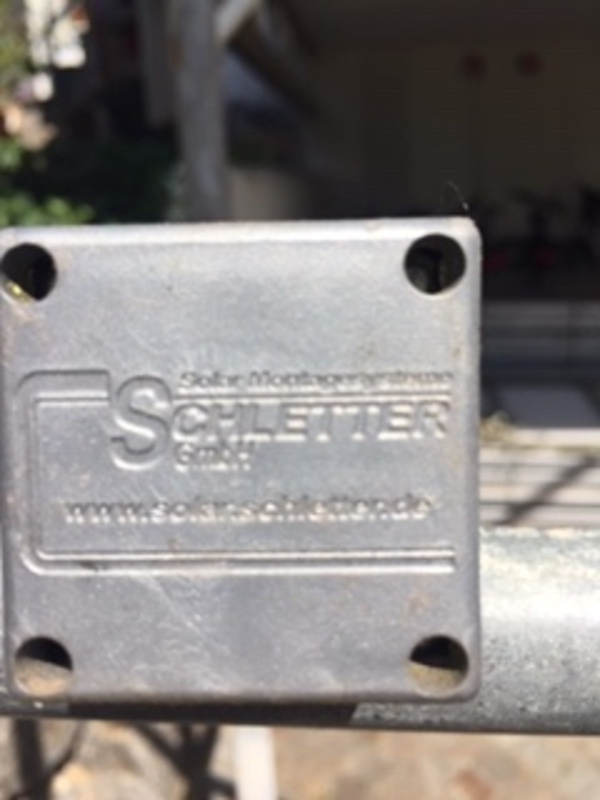 Solar Montagesysteme
SCHLETTER
GmbH
www.solar.schletter.de